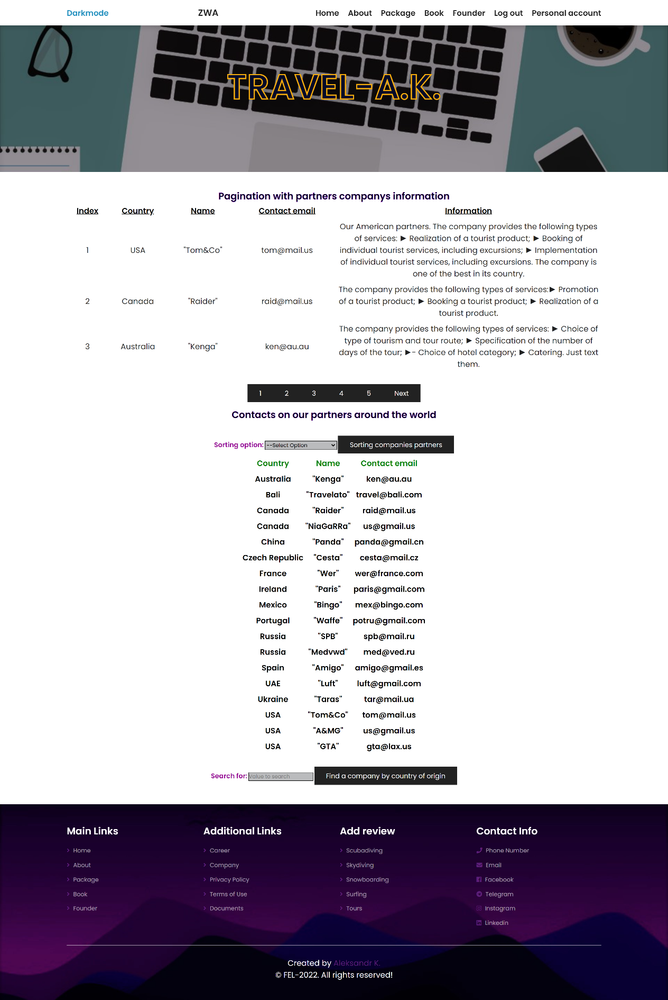 Darkmode ZWA Home About Package Book Founder Log out Personal account
TRAVEL-A.K.
Pagination with partners companys information
Index Country Name Contact email Information
1 USA "Tom&Co" tom@mail.us
Our American partners. The company provides the following types
of services: ► Realization of a tourist product; ► Booking of
individual tourist services, including excursions; ► Implementation
of individual tourist services, including excursions. The company is
one of the best in its country.
2 Canada "Raider" raid@mail.us
The company provides the following types of services:► Promotion
of a tourist product; ► Booking a tourist product; ► Realization of a
tourist product.
3 Australia "Kenga" ken@au.au
The company provides the following types of services: ► Choice of
type of tourism and tour route; ► Specification of the number of
days of the tour; ►- Choice of hotel category; ► Catering. Just text
them.
1 2 3 4 5 Next
Contacts on our partners around the world
Sorting option: --Select Option Sorting companies partners
Country Name Contact email
Australia "Kenga" ken@au.au
Bali "Travelato" travel@bali.com
Canada "Raider" raid@mail.us
Canada "NiaGaRRa" us@gmail.us
China "Panda" panda@gmail.cn
Czech Republic "Cesta" cesta@mail.cz
France "Wer" wer@france.com
Ireland "Paris" paris@gmail.com
Mexico "Bingo" mex@bingo.com
Portugal "Waffe" potru@gmail.com
Russia "SPB" spb@mail.ru
Russia "Medvwd" med@ved.ru
Spain "Amigo" amigo@gmail.es
UAE "Luft" luft@gmail.com
Ukraine "Taras" tar@mail.ua
USA "Tom&Co" tom@mail.us
USA "A&MG" us@gmail.us
USA "GTA" gta@lax.us
Search for: Value to search Find a company by country of origin
Main Links
Home
About
Package
Book
Founder
Additional Links
Career
Company
Privacy Policy
Terms of Use
Documents
Add review
Scubadiving
Skydiving
Snowboarding
Surfing
Tours
Contact Info
Phone Number
Email
Facebook
Telegram
Instagram
Linkedin
Created by Aleksandr K.
© FEL-2022. All rights reserved!